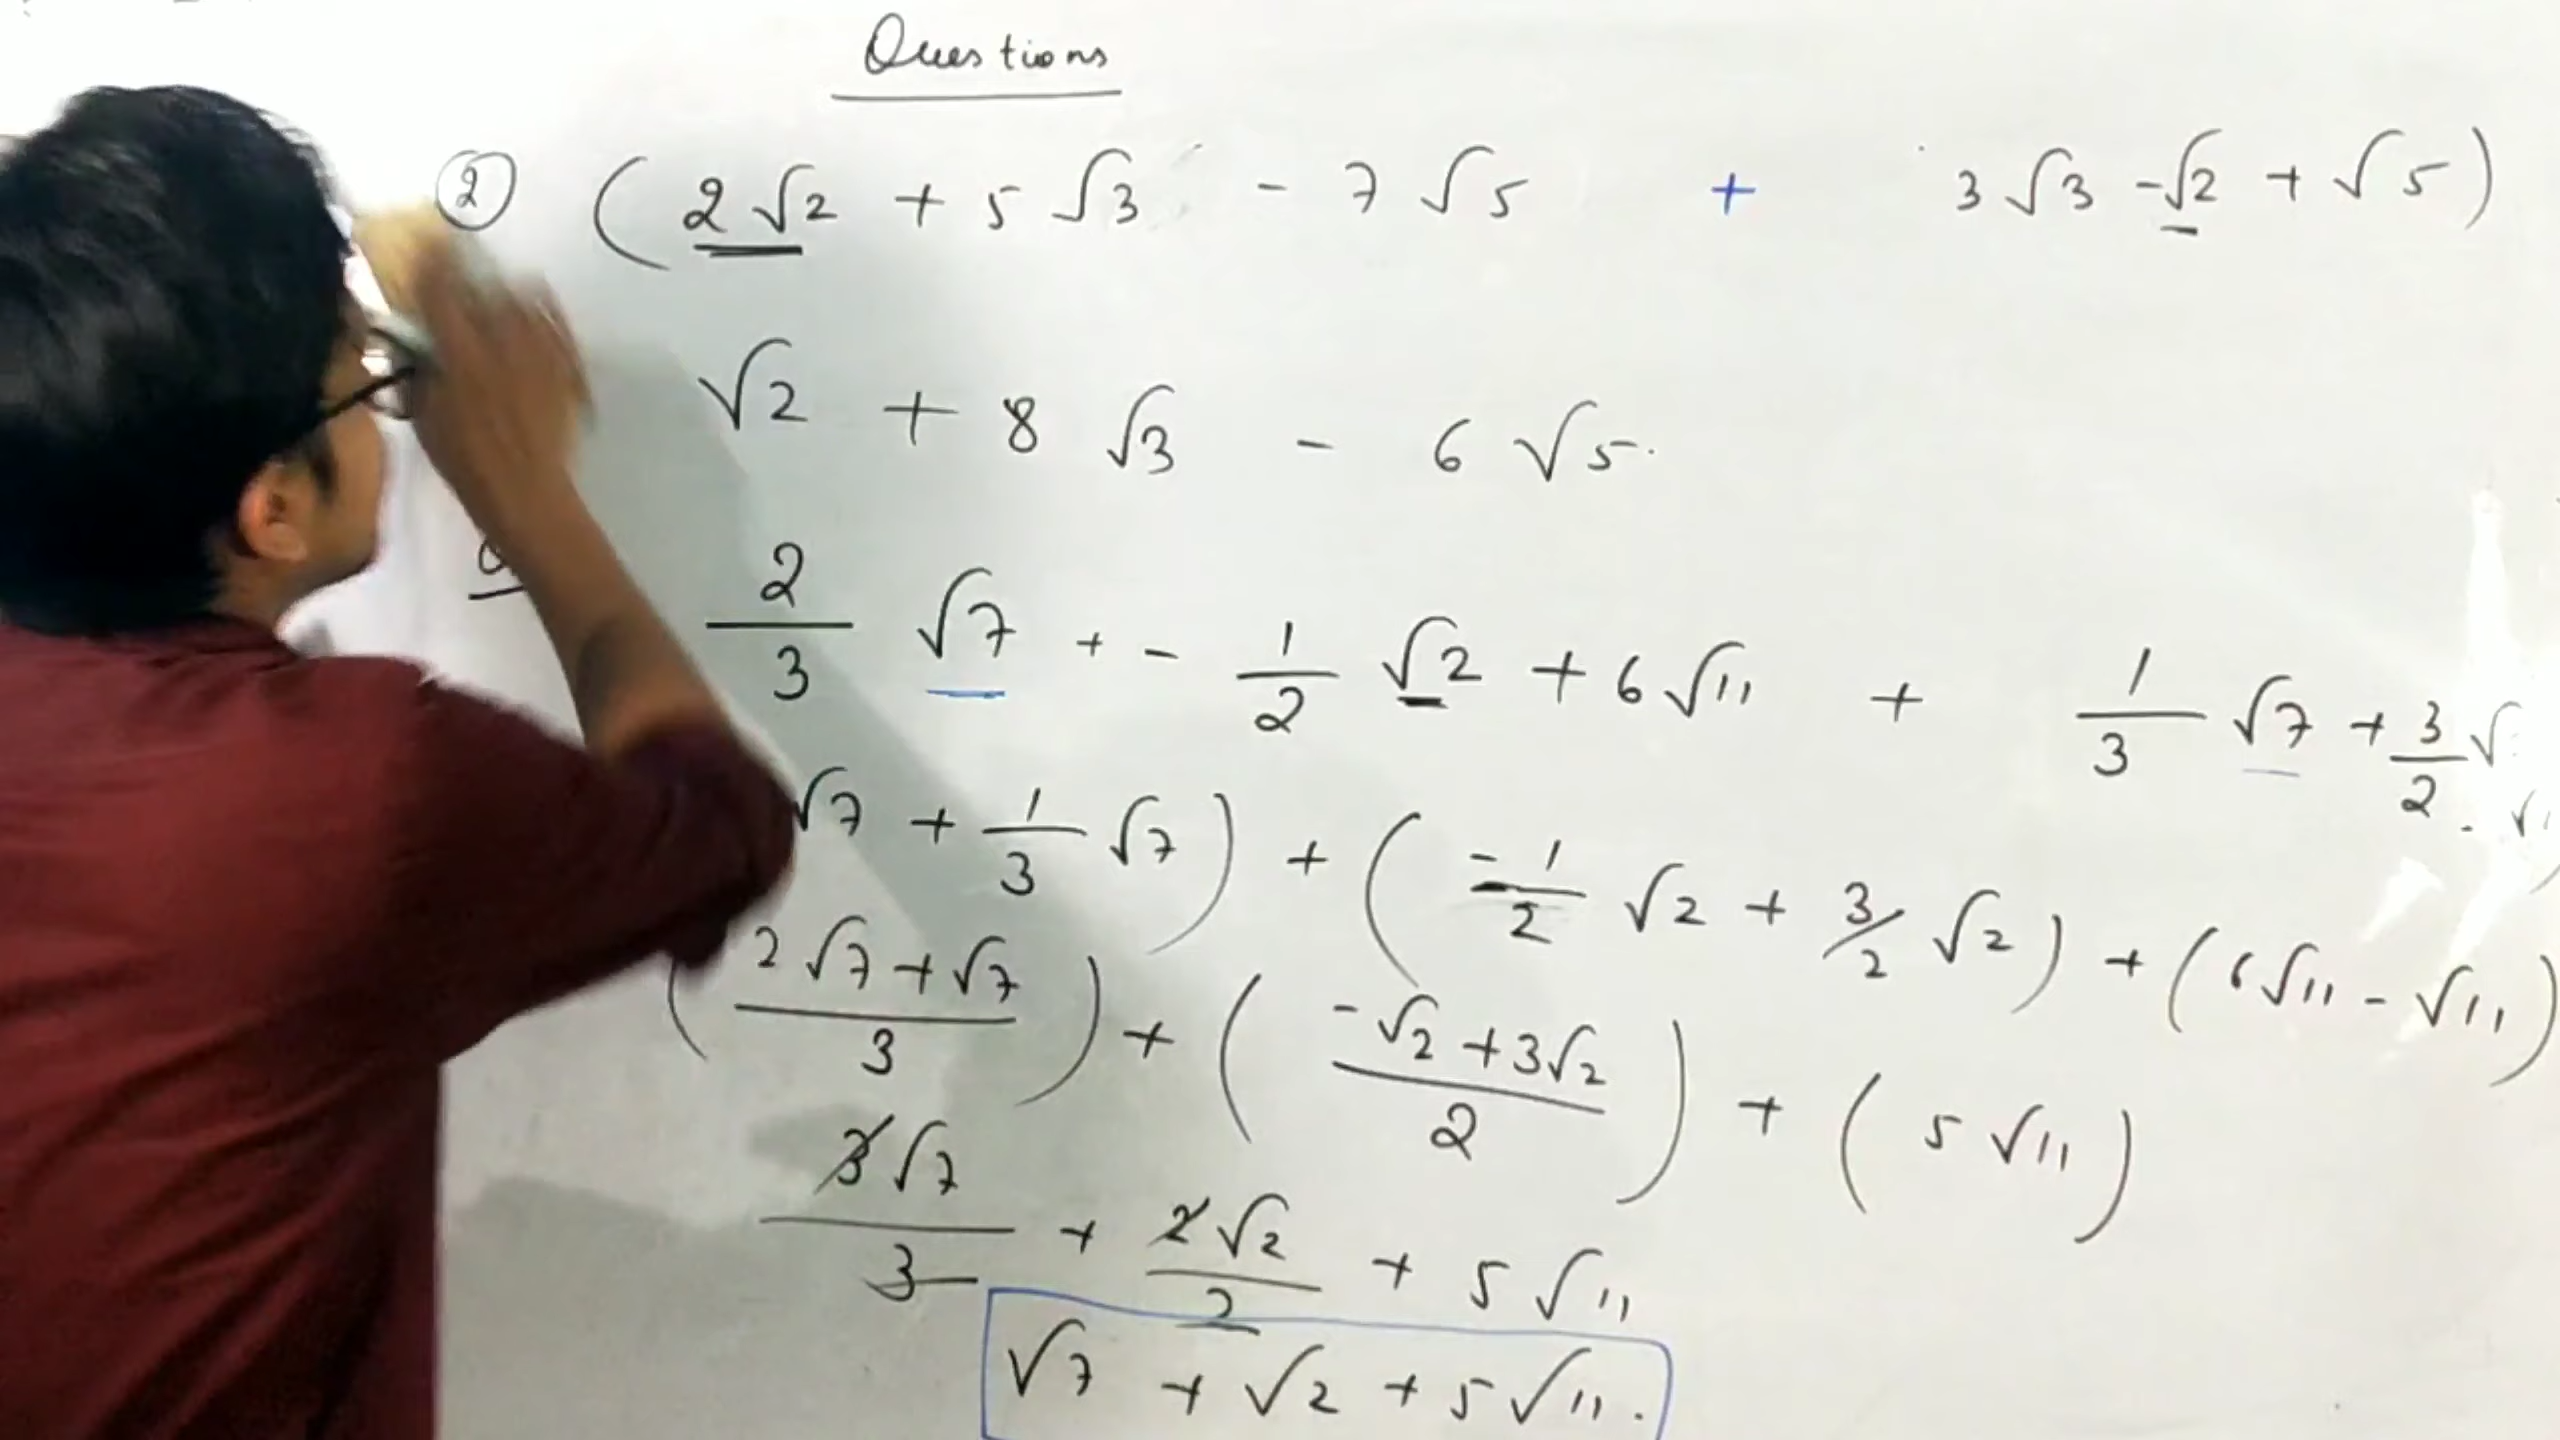 Questions
② ( 2√2 + 5√3 - 7√5 + 3√3 - √2 + √5 )
√2 + 8√3 - 6√5.
2/3 √7 + - 1/2 √2 + 6√11 + 1/3 √7 + 3/2 √
√7 + 1/3 √7 ) + ( -1/2 √2 + 3/2 √2 ) + ( 6√11 - √11 )
( (2√7 + √7)/3 ) + ( (-√2 + 3√2)/2 ) + ( 5√11 )
3√7/3 + 2√2/2 + 5√11
√7 + √2 + 5√11.